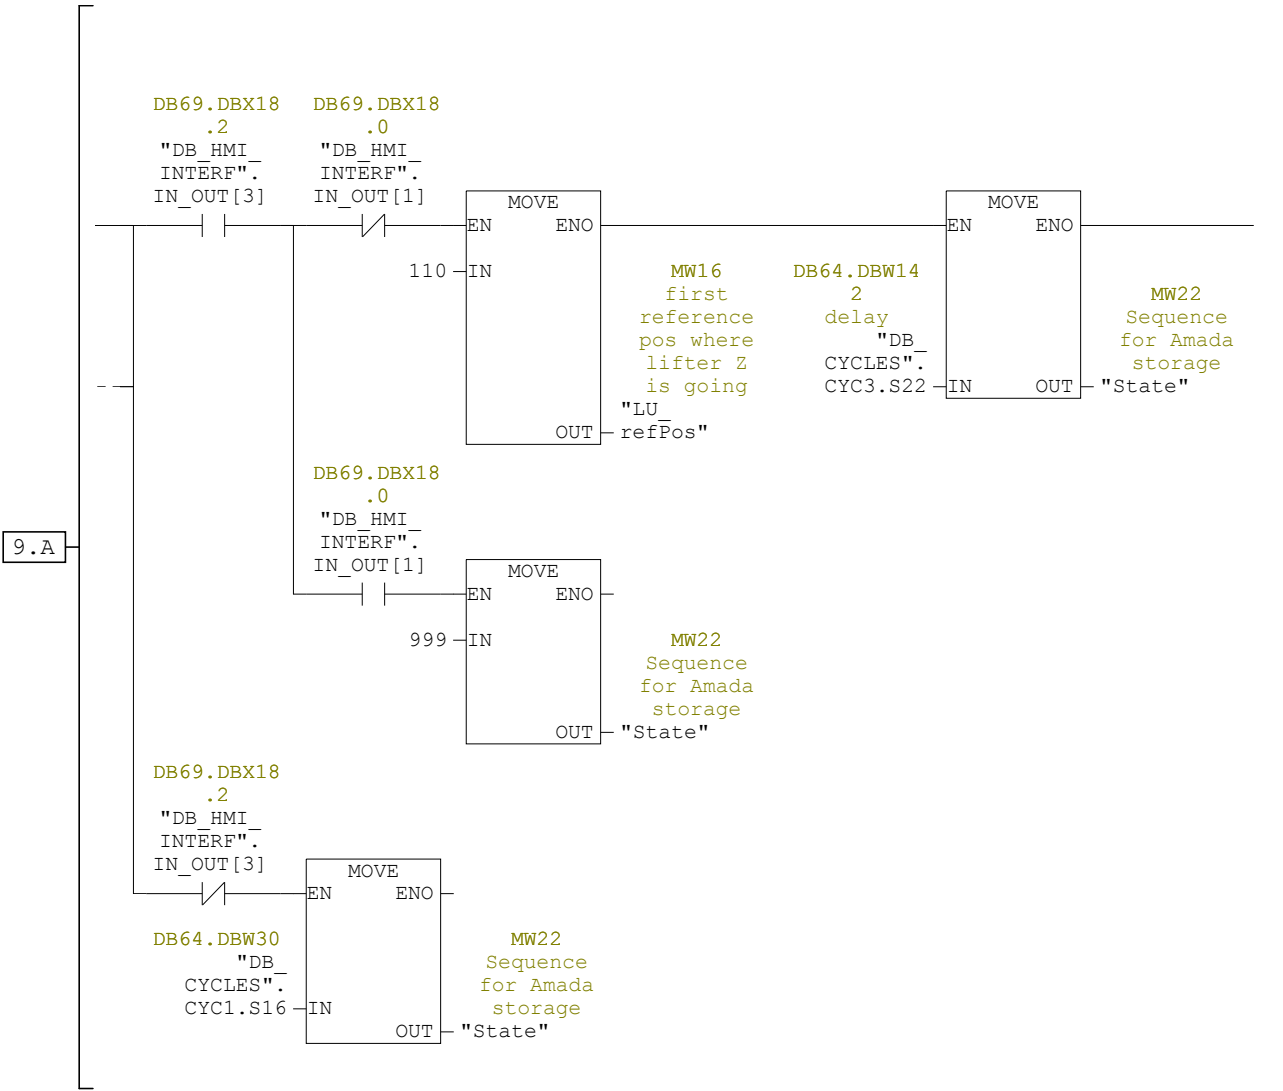 DB69.DBX18
.2
"DB_HMI_
INTERF".
IN_OUT[3]
DB69.DBX18
.0
"DB_HMI_
INTERF".
IN_OUT[1]
MOVE
EN
ENO
110
IN
MW16
first
reference
pos where
lifter Z
is going
"LU_
refPos"
OUT
MOVE
EN
ENO
DB64.DBW14
2
delay
"DB_
CYCLES".
CYC3.S22
IN
OUT
MW22
Sequence
for Amada
storage
"State"
DB69.DBX18
.0
"DB_HMI_
INTERF".
IN_OUT[1]
9.A
MOVE
EN
ENO
999
IN
MW22
Sequence
for Amada
storage
OUT
"State"
DB69.DBX18
.2
"DB_HMI_
INTERF".
IN_OUT[3]
MOVE
EN
ENO
DB64.DBW30
"DB_
CYCLES".
CYC1.S16
IN
MW22
Sequence
for Amada
storage
OUT
"State"